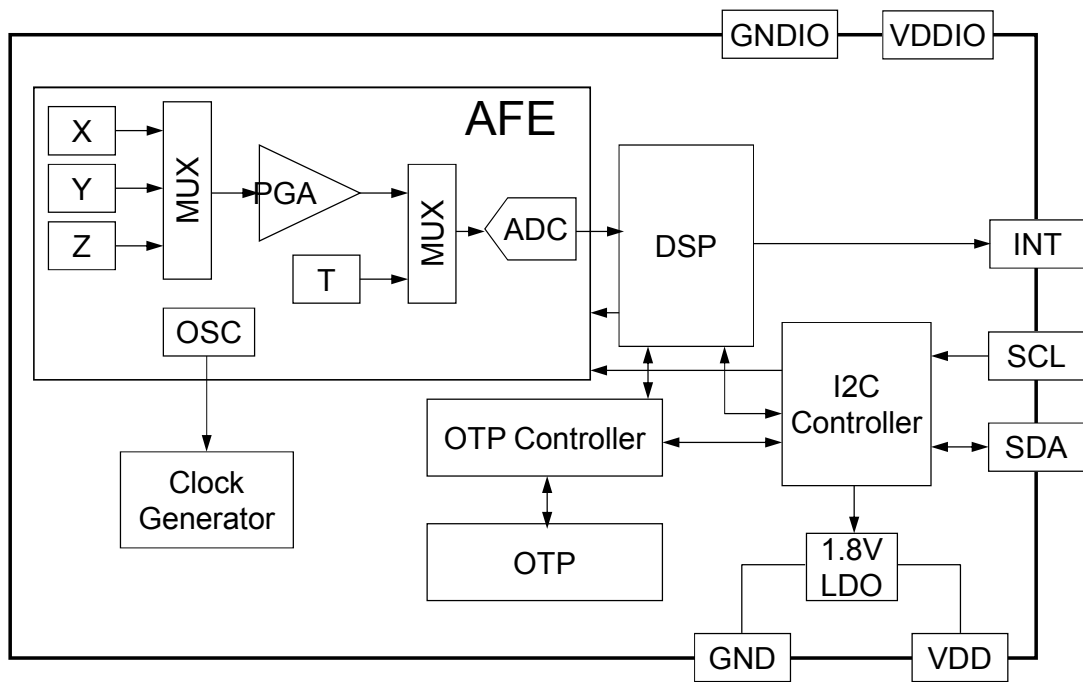 GNDIO
VDDIO
AFE
X
Y
Z
MUX
PGA
T
MUX
ADC
DSP
INT
OSC
SCL
I2C
Controller
SDA
OTP Controller
Clock
Generator
OTP
1.8V
LDO
GND
VDD